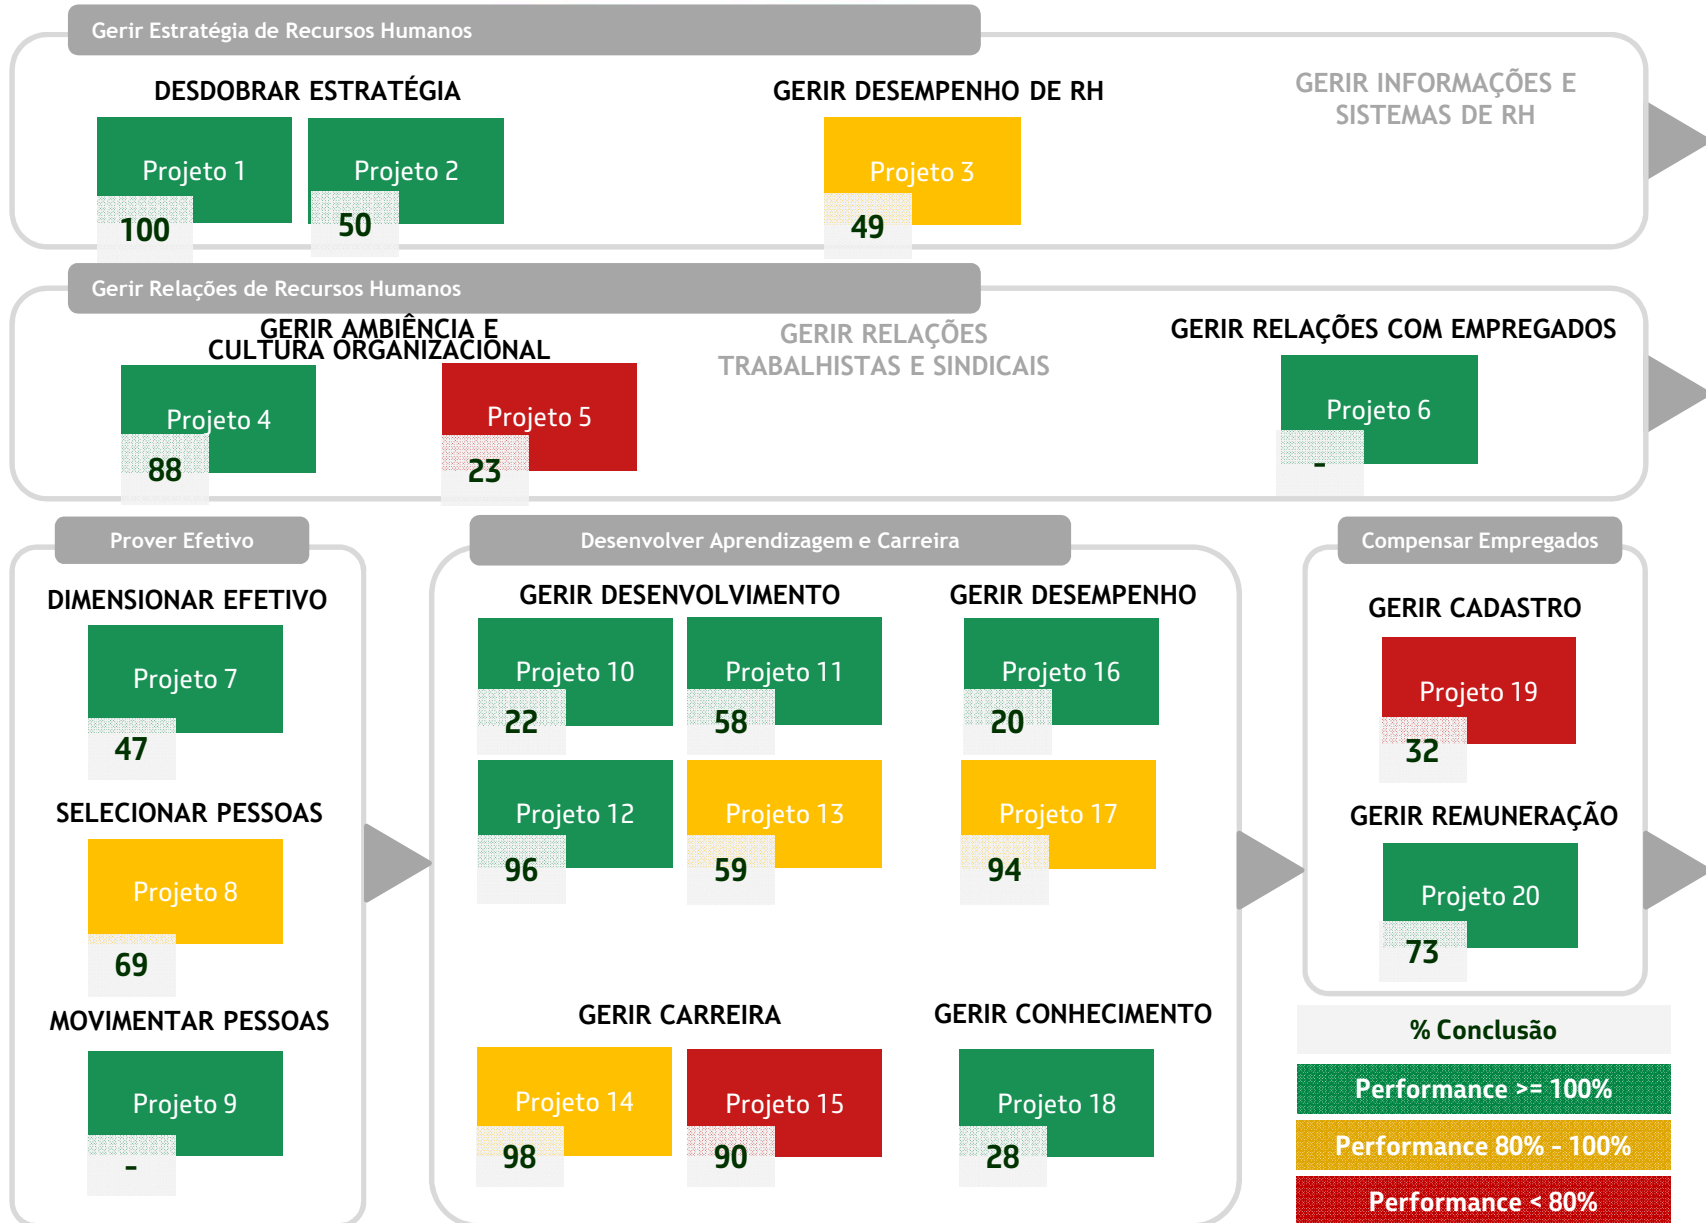 Gerir Estratégia de Recursos Humanos
DESDOBRAR ESTRATÉGIA
Projeto 1
100
Projeto 2
50
GERIR DESEMPENHO DE RH
Projeto 3
49
GERIR INFORMAÇÕES E
SISTEMAS DE RH
Gerir Relações de Recursos Humanos
GERIR AMBIÊNCIA E
CULTURA ORGANIZACIONAL
Projeto 4
88
Projeto 5
23
GERIR RELAÇÕES
TRABALHISTAS E SINDICAIS
GERIR RELAÇÕES COM EMPREGADOS
Projeto 6
-
Prover Efetivo
DIMENSIONAR EFETIVO
Projeto 7
47
SELECIONAR PESSOAS
Projeto 8
69
MOVIMENTAR PESSOAS
Projeto 9
-
Desenvolver Aprendizagem e Carreira
GERIR DESENVOLVIMENTO
Projeto 10
22
Projeto 11
58
Projeto 12
96
Projeto 13
59
GERIR DESEMPENHO
Projeto 16
20
Projeto 17
94
GERIR CARREIRA
Projeto 14
98
Projeto 15
90
GERIR CONHECIMENTO
Projeto 18
28
Compensar Empregados
GERIR CADASTRO
Projeto 19
32
GERIR REMUNERAÇÃO
Projeto 20
73
% Conclusão
Performance >= 100%
Performance 80% - 100%
Performance < 80%